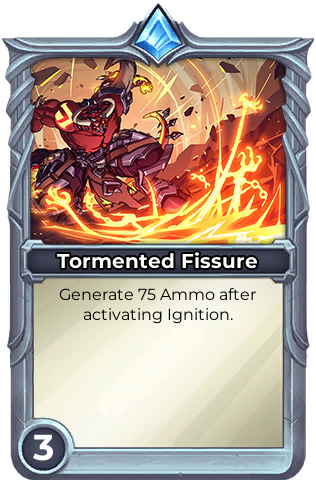 Tormented Fissure
Generate 75 Ammo after
activating Ignition.
3